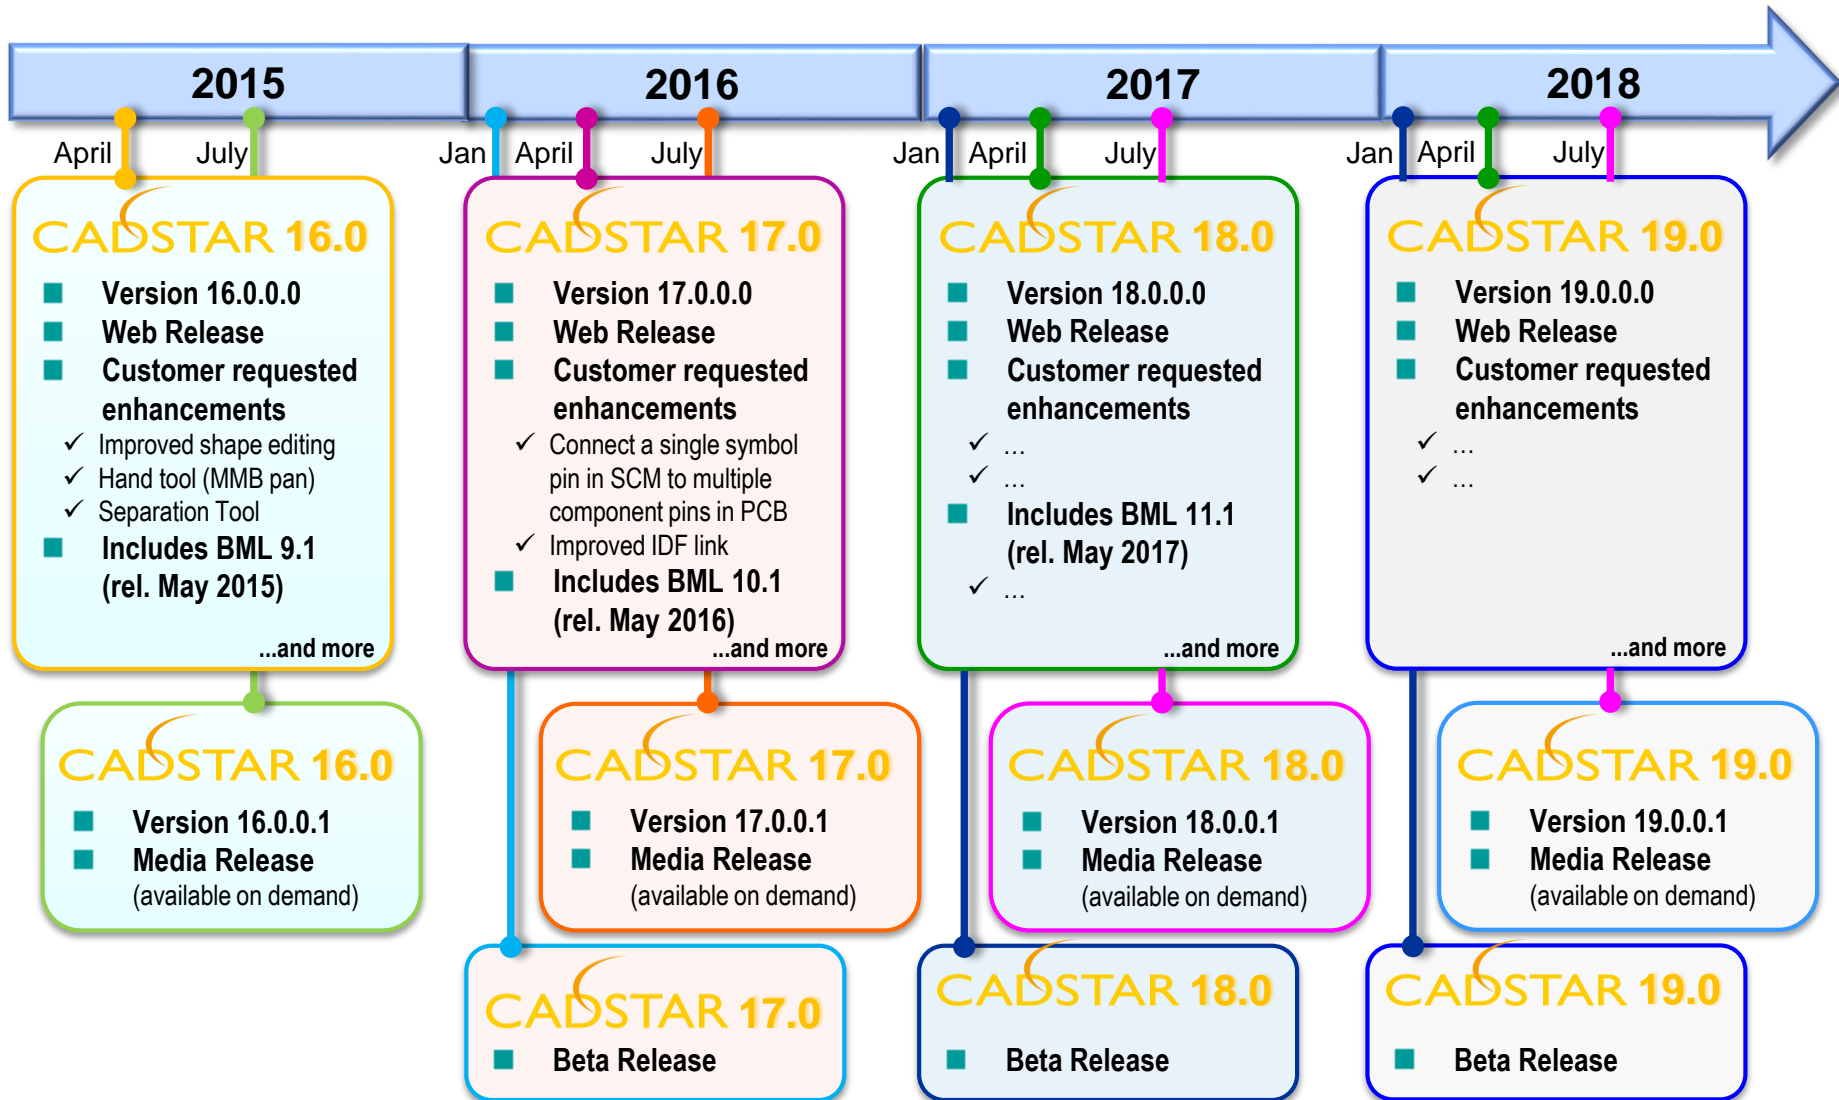 2015
2016
2017
2018
April
July
Jan
April
July
Jan
April
July
Jan
April
July
CADSTAR 16.0
Version 16.0.0.0
Web Release
Customer requested
enhancements
✓ Improved shape editing
✓ Hand tool (MMB pan)
✓ Separation Tool
Includes BML 9.1
(rel. May 2015)
...and more
CADSTAR 17.0
Version 17.0.0.0
Web Release
Customer requested
enhancements
✓ Connect a single symbol
pin in SCM to multiple
component pins in PCB
✓ Improved IDF link
Includes BML 10.1
(rel. May 2016)
...and more
CADSTAR 18.0
Version 18.0.0.0
Web Release
Customer requested
enhancements
✓ ...
✓ ...
Includes BML 11.1
(rel. May 2017)
✓ ...
...and more
CADSTAR 19.0
Version 19.0.0.0
Web Release
Customer requested
enhancements
✓ ...
✓ ...
...and more
CADSTAR 16.0
Version 16.0.0.1
Media Release
(available on demand)
CADSTAR 17.0
Version 17.0.0.1
Media Release
(available on demand)
CADSTAR 18.0
Version 18.0.0.1
Media Release
(available on demand)
CADSTAR 19.0
Version 19.0.0.1
Media Release
(available on demand)
CADSTAR 17.0
Beta Release
CADSTAR 18.0
Beta Release
CADSTAR 19.0
Beta Release